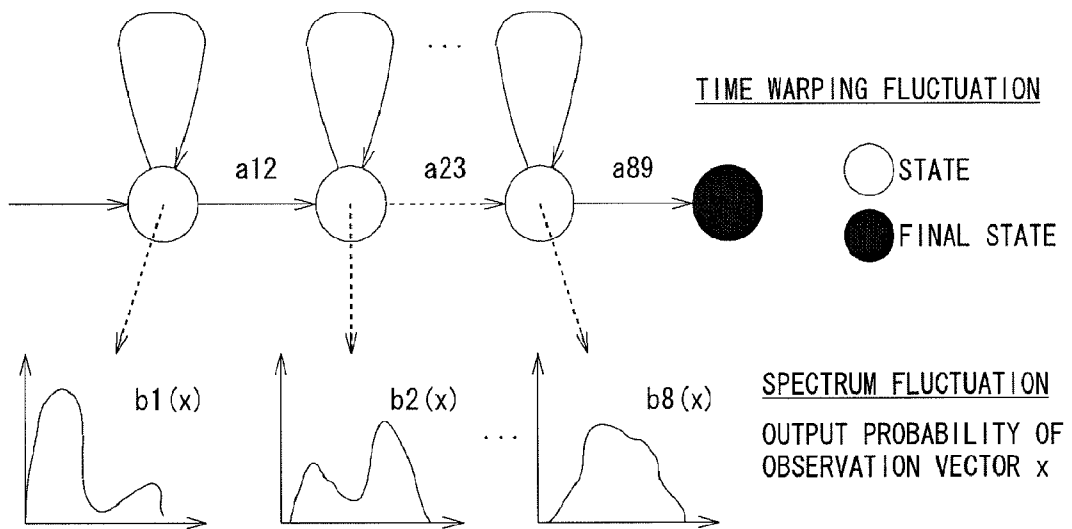 ...
TIME WARPING FLUCTUATION
a12
a23
a89
STATE
FINAL STATE
b1(x)
b2(x)
b8(x)
...
SPECTRUM FLUCTUATION
OUTPUT PROBABILITY OF
OBSERVATION VECTOR x